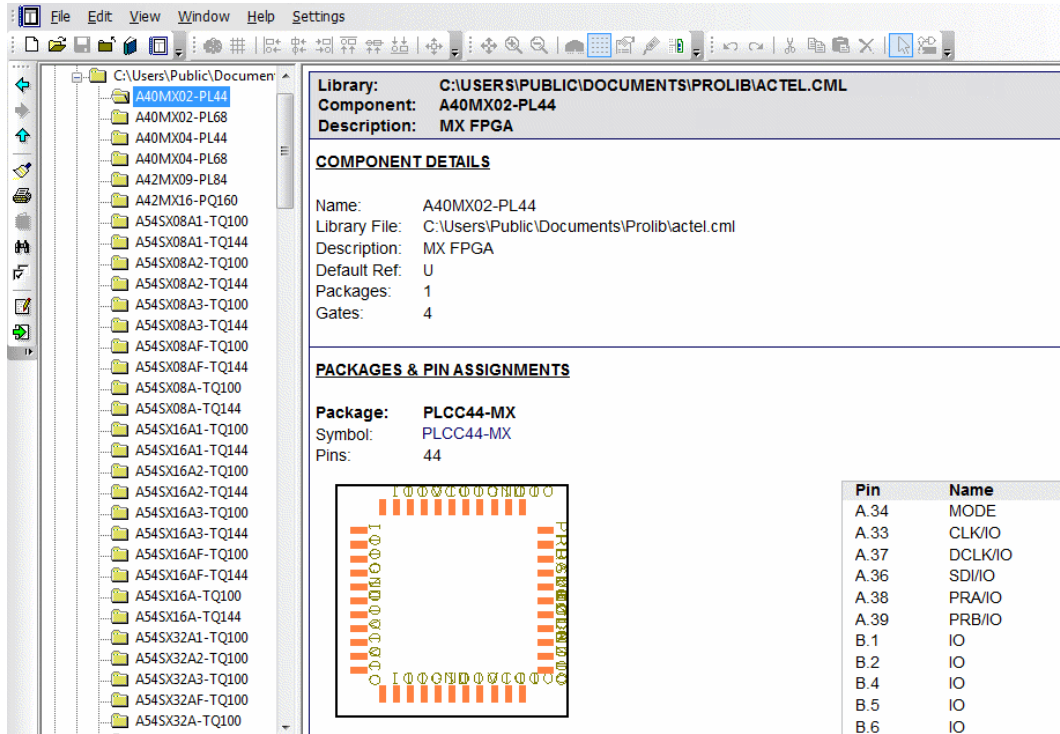 File Edit View Window Help Settings
C:\Users\Public\Documen
A40MX02-PL44
A40MX02-PL68
A40MX04-PL44
A40MX04-PL68
A42MX09-PL84
A42MX16-PQ160
A54SX08A1-TQ100
A54SX08A1-TQ144
A54SX08A2-TQ100
A54SX08A2-TQ144
A54SX08A3-TQ100
A54SX08A3-TQ144
A54SX08AF-TQ100
A54SX08AF-TQ144
A54SX08A-TQ100
A54SX08A-TQ144
A54SX16A1-TQ100
A54SX16A1-TQ144
A54SX16A2-TQ100
A54SX16A2-TQ144
A54SX16A3-TQ100
A54SX16A3-TQ144
A54SX16AF-TQ100
A54SX16AF-TQ144
A54SX16A-TQ100
A54SX16A-TQ144
A54SX32A1-TQ100
A54SX32A2-TQ100
A54SX32A3-TQ100
A54SX32AF-TQ100
A54SX32A-TQ100
Library: C:\USERS\PUBLIC\DOCUMENTS\PROLIB\ACTEL.CML
Component: A40MX02-PL44
Description: MX FPGA
COMPONENT DETAILS
Name: A40MX02-PL44
Library File: C:\Users\Public\Documents\Prolib\actel.cml
Description: MX FPGA
Default Ref: U
Packages: 1
Gates: 4
PACKAGES & PIN ASSIGNMENTS
Package: PLCC44-MX
Symbol: PLCC44-MX
Pins: 44
Pin Name
A.34 MODE
A.33 CLK/IO
A.37 DCLK/IO
A.36 SDI/IO
A.38 PRA/IO
A.39 PRB/IO
B.1 IO
B.2 IO
B.4 IO
B.5 IO
B.6 IO